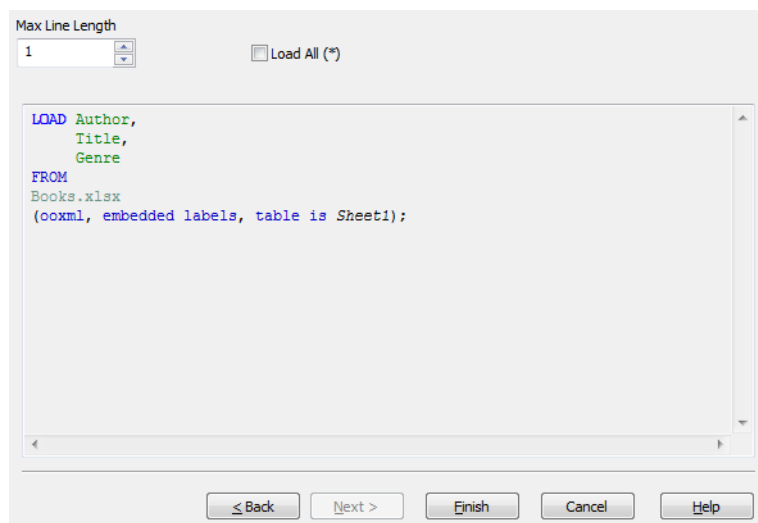 Max Line Length
1
Load All (*)
LOAD Author,
Title,
Genre
FROM
Books.xlsx
(ooxml, embedded labels, table is Sheet1);
< Back
Next >
Finish
Cancel
Help